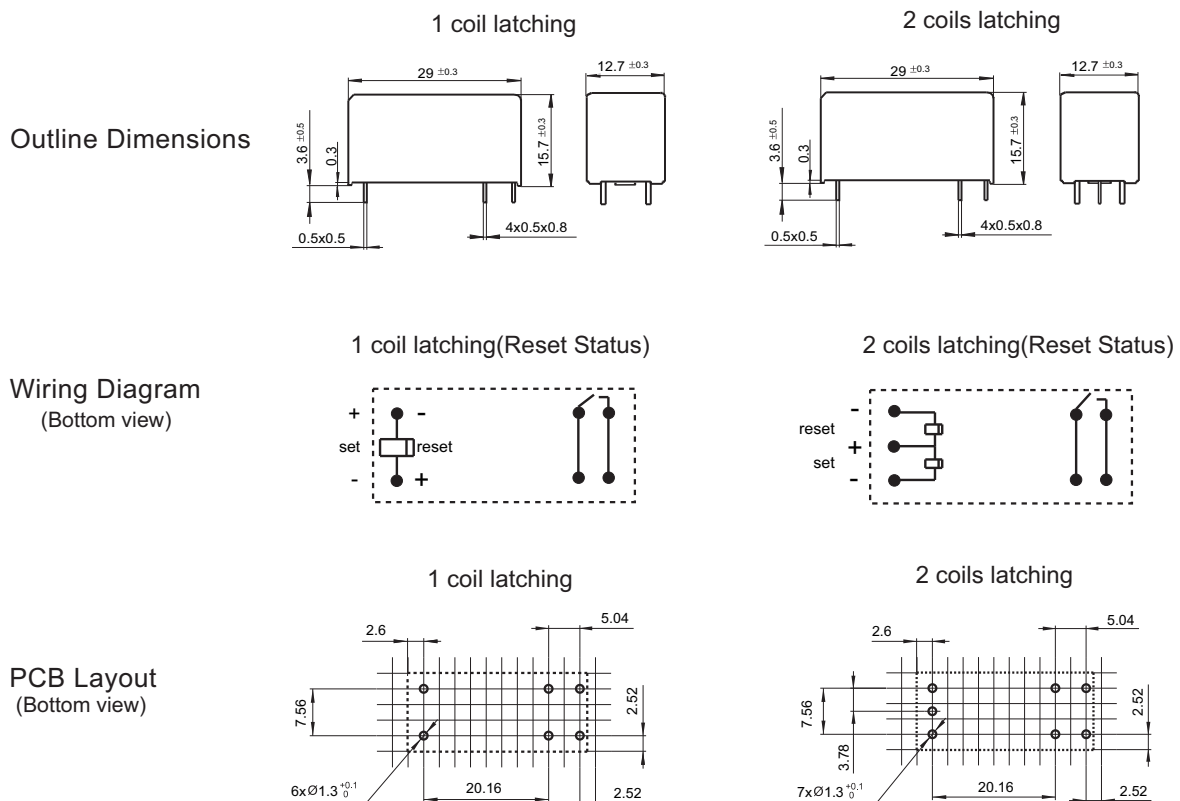 1 coil latching
2 coils latching
Outline Dimensions
29 ±0.3
12.7 ±0.3
3.6 ±0.5
0.3
15.7 ±0.3
0.5x0.5
4x0.5x0.8
29 ±0.3
12.7 ±0.3
3.6 ±0.5
0.3
15.7 ±0.3
0.5x0.5
4x0.5x0.8
Wiring Diagram
(Bottom view)
1 coil latching(Reset Status)
+ -
set reset
- +
2 coils latching(Reset Status)
-
reset
+
set
-
PCB Layout
(Bottom view)
1 coil latching
2.6
5.04
7.56
2.52
6xØ1.3 +0.1 0
20.16
2.52
2 coils latching
2.6
5.04
7.56
3.78
2.52
7xØ1.3 +0.1 0
20.16
2.52